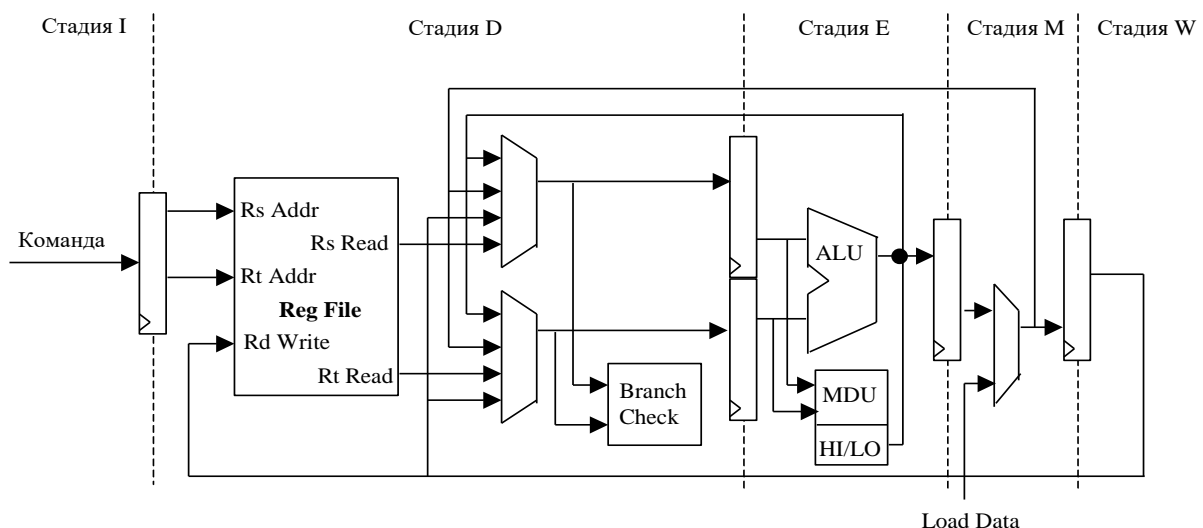 Стадия I
Стадия D
Стадия E
Стадия M
Стадия W
Команда
Rs Addr
Rs Read
Rt Addr
Reg File
Rd Write
Rt Read
Branch
Check
ALU
MDU
HI/LO
Load Data